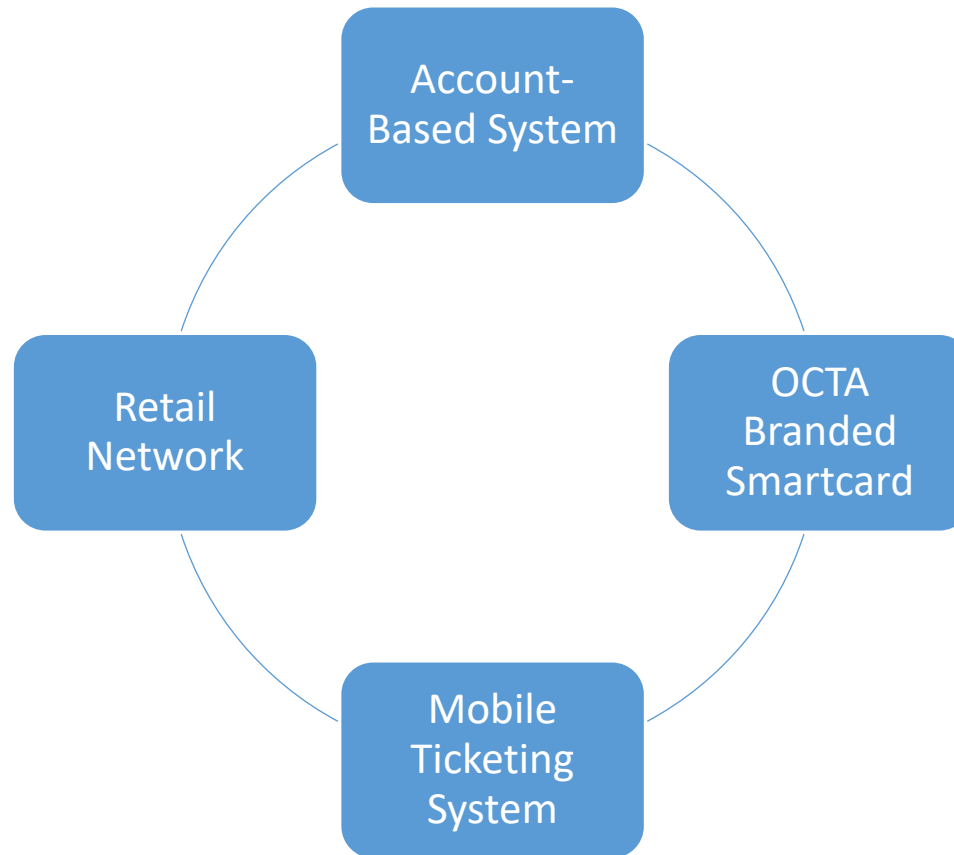 Account-
Based System
Retail
Network
OCTA
Branded
Smartcard
Mobile
Ticketing
System